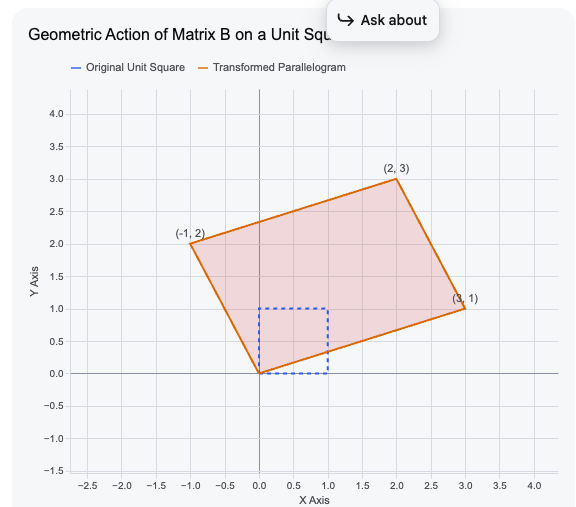 Geometric Action of Matrix B on a Unit Squ
Ask about
Original Unit Square Transformed Parallelogram
4.0
3.5
3.0
2.5
2.0
1.5
1.0
0.5
0.0
−0.5
−1.0
−1.5
Y Axis
(2, 3)
(-1, 2)
(3, 1)
−2.5 −2.0 −1.5 −1.0 −0.5 0.0 0.5 1.0 1.5 2.0 2.5 3.0 3.5 4.0
X Axis